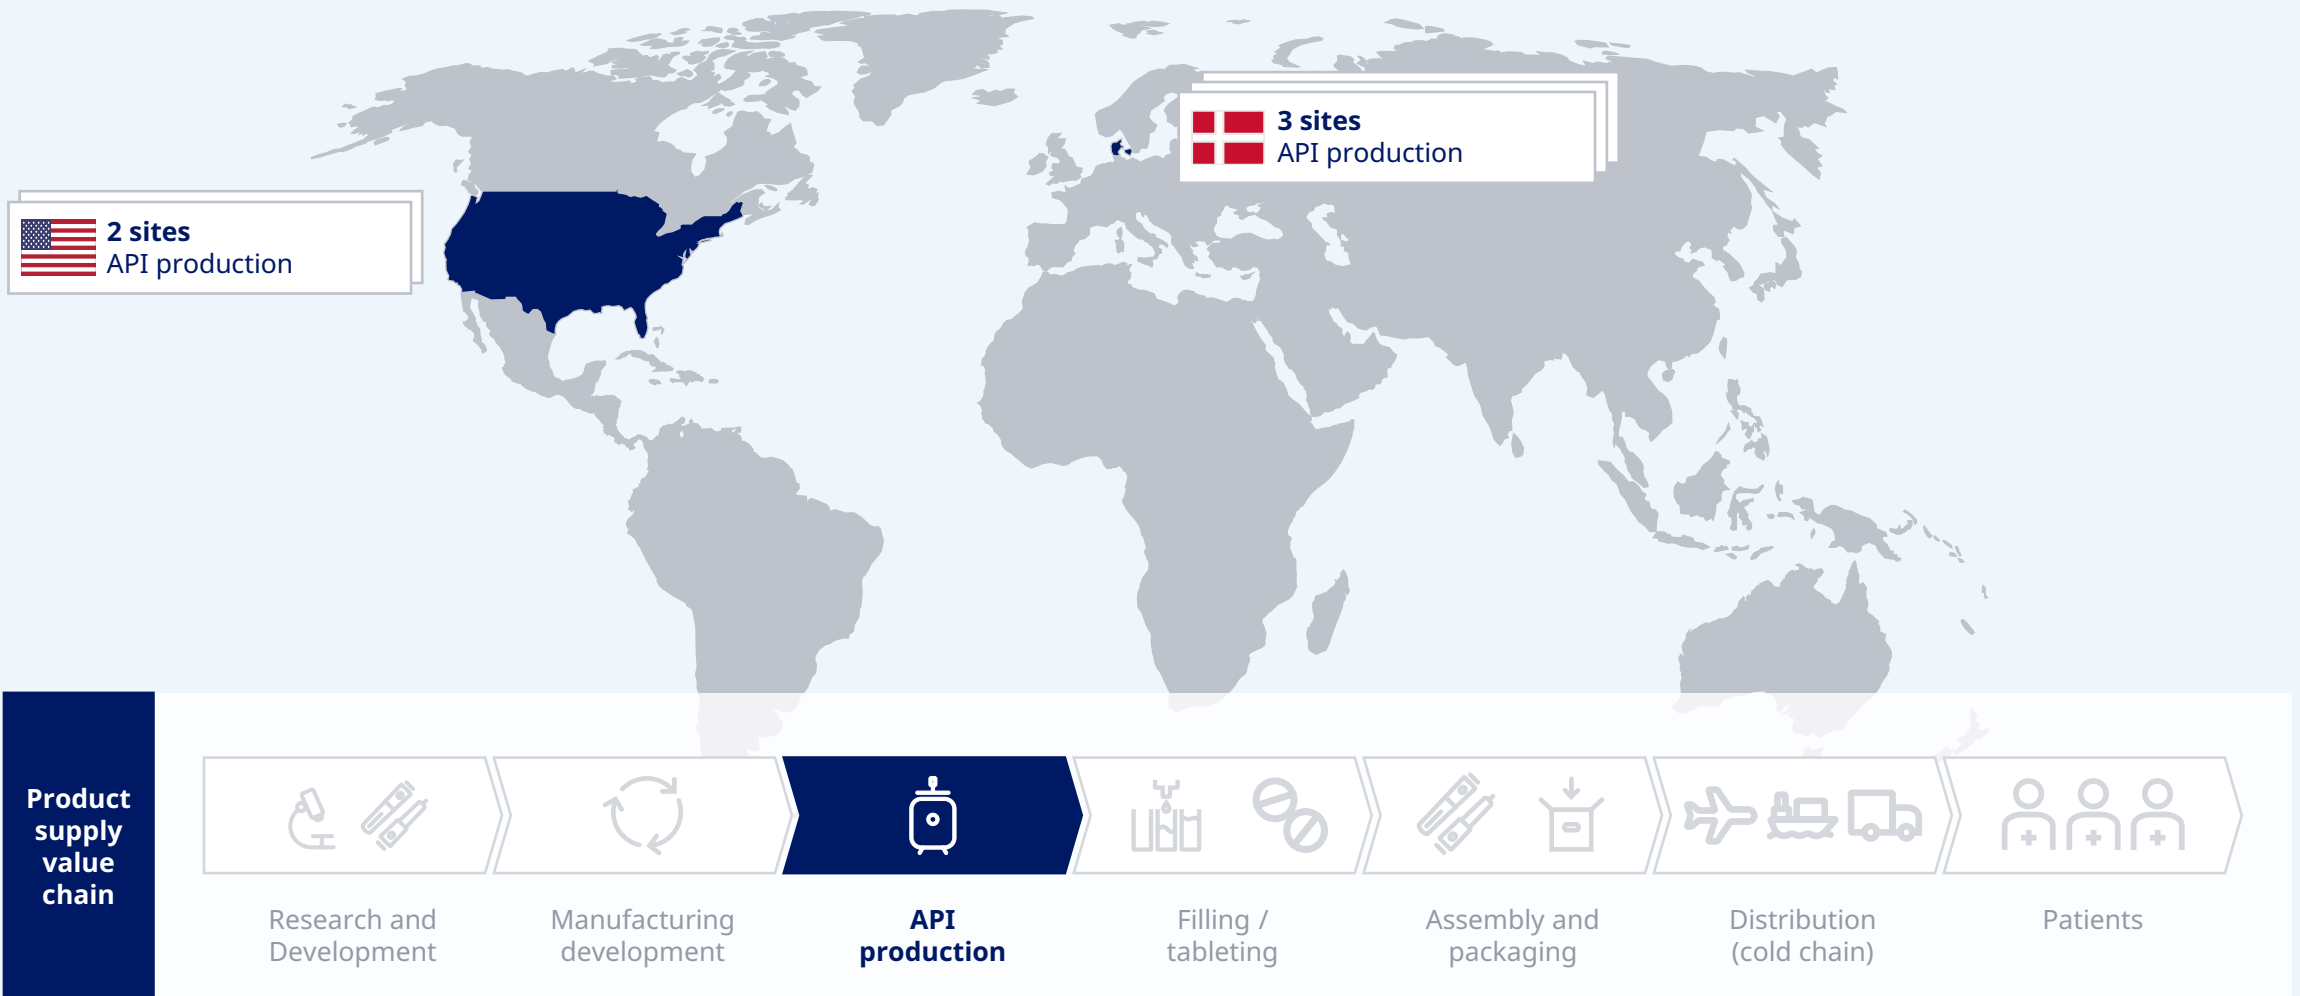 3 sites
API production
2 sites
API production
Product
supply
value
chain
Research and
Development
Manufacturing
development
API
production
Filling /
tableting
Assembly and
packaging
Distribution
(cold chain)
Patients